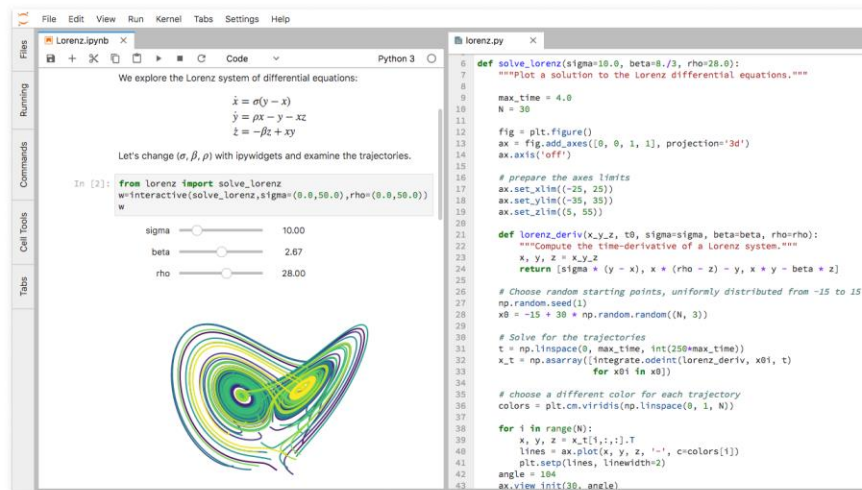 File Edit View Run Kernel Tabs Settings Help
Files
Running
Commands
Cell Tools
Tabs
Lorenz.ipynb ×
Code
Python 3
We explore the Lorenz system of differential equations:
ẋ = σ(y − x)
ẏ = ρx − y − xz
ż = −βz + xy
Let's change (σ, β, ρ) with ipywidgets and examine the trajectories.
In [2]: from lorenz import solve_lorenz
w=interactive(solve_lorenz,sigma=(0.0,50.0),rho=(0.0,50.0))
w
sigma 10.00
beta 2.67
rho 28.00
lorenz.py ×
6 def solve_lorenz(sigma=10.0, beta=8./3, rho=28.0):
7 """Plot a solution to the Lorenz differential equations."""
8
9 max_time = 4.0
10 N = 30
11
12 fig = plt.figure()
13 ax = fig.add_axes([0, 0, 1, 1], projection='3d')
14 ax.axis('off')
15
16 # prepare the axes limits
17 ax.set_xlim((-25, 25))
18 ax.set_ylim((-35, 35))
19 ax.set_zlim((5, 55))
20
21 def lorenz_deriv(x_y_z, t0, sigma=sigma, beta=beta, rho=rho):
22 """Compute the time-derivative of a Lorenz system."""
23 x, y, z = x_y_z
24 return [sigma * (y - x), x * (rho - z) - y, x * y - beta * z]
25
26 # Choose random starting points, uniformly distributed from -15 to 15
27 np.random.seed(1)
28 x0 = -15 + 30 * np.random.random((N, 3))
29
30 # Solve for the trajectories
31 t = np.linspace(0, max_time, int(250*max_time))
32 x_t = np.asarray([integrate.odeint(lorenz_deriv, x0i, t)
33 for x0i in x0])
34
35 # choose a different color for each trajectory
36 colors = plt.cm.viridis(np.linspace(0, 1, N))
37
38 for i in range(N):
39 x, y, z = x_t[i,:,:].T
40 lines = ax.plot(x, y, z, '-', c=colors[i])
41 plt.setp(lines, linewidth=2)
42 angle = 104
43 ax.view_init(30, angle)